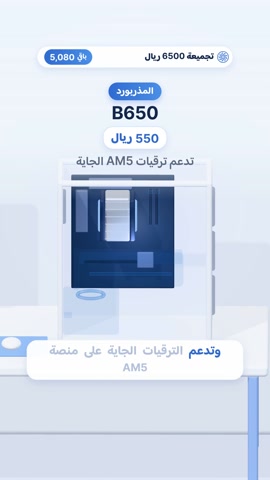 تجميعة 6500 ريال
باقي 5,080
المذربورد
B650
550 ريال
تدعم ترقيات AM5 الجاية
وتدعم الترقيات الجاية على منصة
AM5